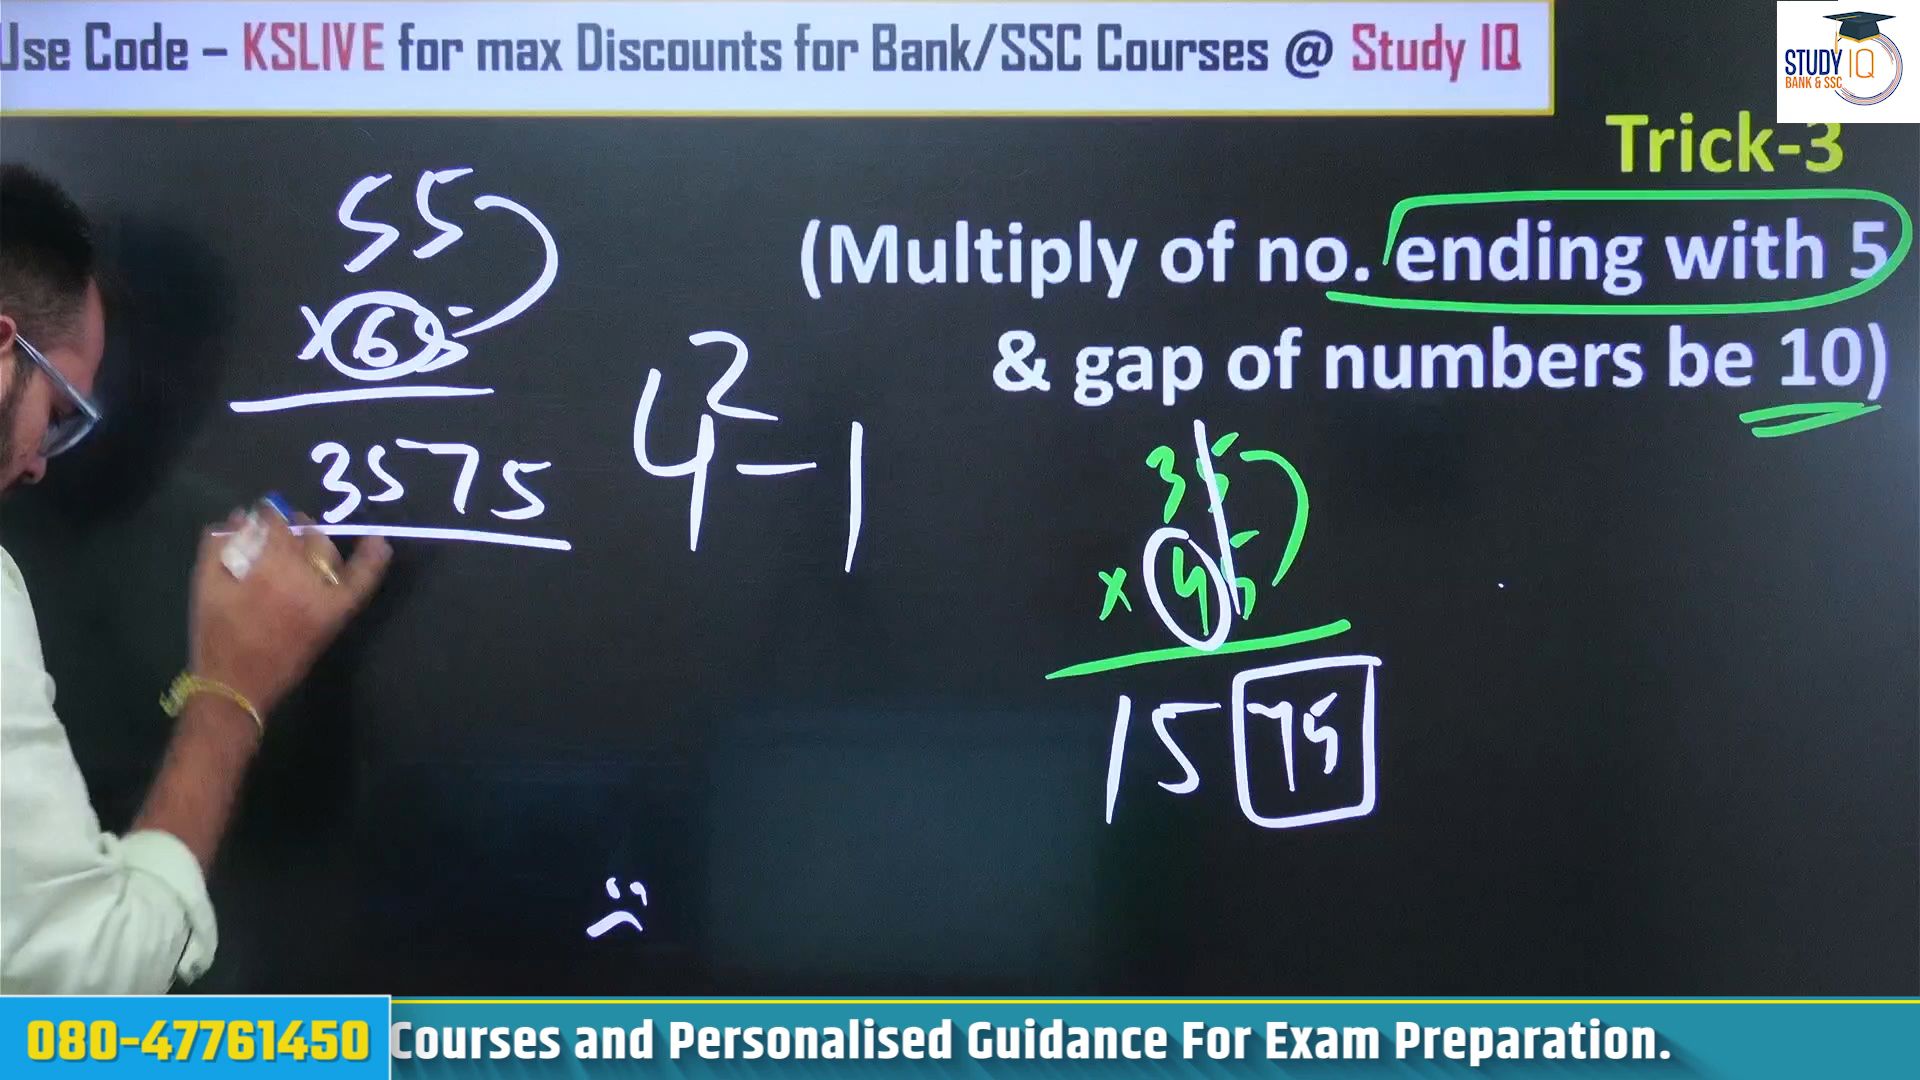 Use Code – KSLIVE for max Discounts for Bank/SSC Courses @ Study IQ
STUDY IQ
BANK & SSC
Trick-3
(Multiply of no. ending with 5
& gap of numbers be 10)
55
x 65
3575
4² - 1
35
x 45
1575
080-47761450
Courses and Personalised Guidance For Exam Preparation.